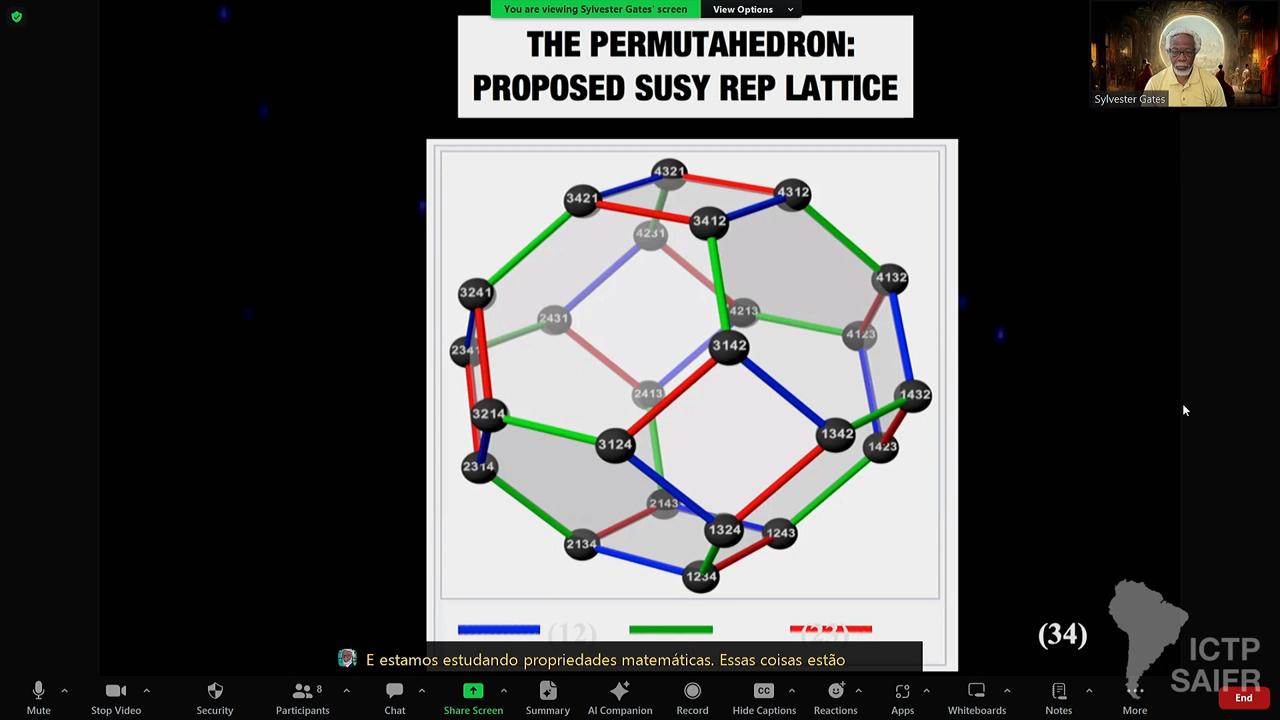 You are viewing Sylvester Gates' screen
View Options
THE PERMUTAHEDRON:
PROPOSED SUSY REP LATTICE
Sylvester Gates
4321
3421
4312
3412
4231
4132
3241
4213
2431
4123
3142
2341
2413
1432
3214
1342
3124
1423
2314
2143
1324
1243
2134
1234
(12)
(23)
(34)
E estamos estudando propriedades matemáticas. Essas coisas estão
ICTP
SAIFR
Mute
Stop Video
Security
Participants
8
Chat
Share Screen
Summary
AI Companion
Record
CC
Hide Captions
Reactions
Apps
Whiteboards
Notes
More
End